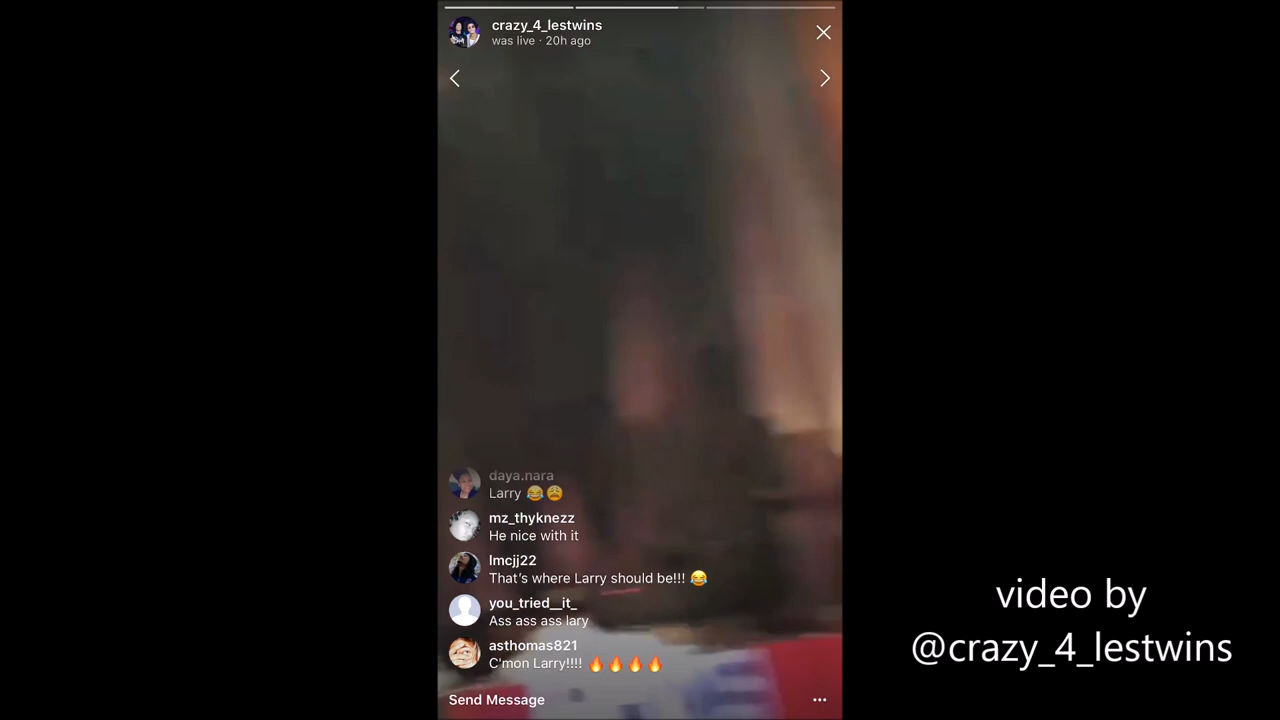 crazy_4_lestwins
was live · 20h ago
daya.nara
Larry 😂😩
mz_thyknezz
He nice with it
lmcjj22
That's where Larry should be!!! 😂
you_tried__it_
Ass ass ass lary
asthomas821
C'mon Larry!!!! 🔥🔥🔥🔥
Send Message
video by
@crazy_4_lestwins